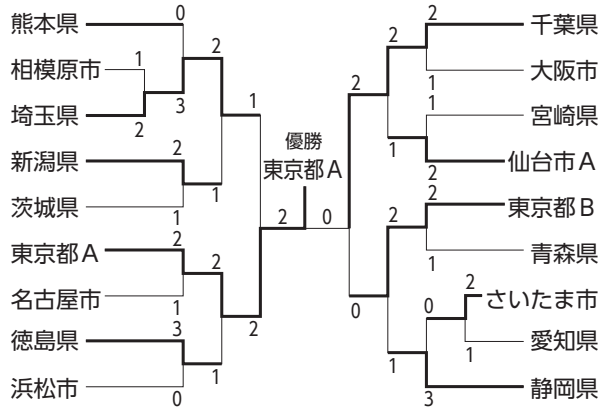 熊本県
相模原市
埼玉県
新潟県
茨城県
東京都A
名古屋市
徳島県
浜松市
0
1
3
2
2
2
1
1
1
2
1
2
3
0
1
2
優勝
東京都A
2
0
2
0
2
1
2
1
2
1
1
2
2
1
0
3
2
1
千葉県
大阪市
宮崎県
仙台市A
東京都B
青森県
さいたま市
愛知県
静岡県